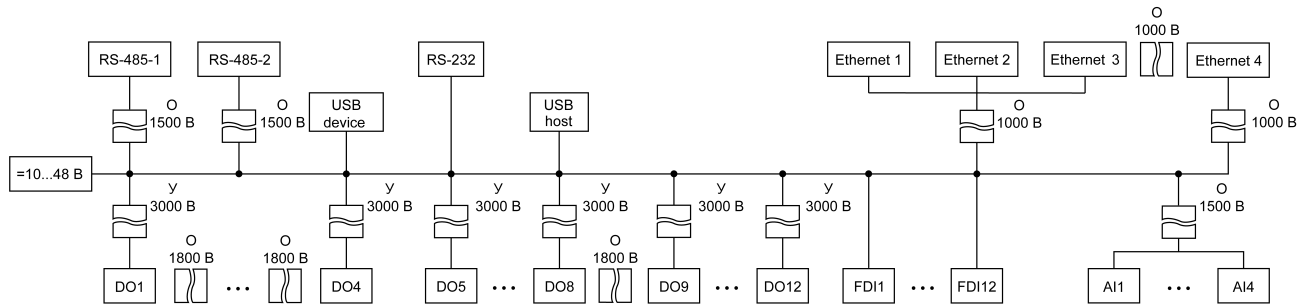 О
1000 В
RS-485-1
RS-485-2
RS-232
Ethernet 1
Ethernet 2
Ethernet 3
Ethernet 4
О
1500 В
О
1500 В
USB
device
USB
host
О
1000 В
О
1000 В
=10...48 В
У
3000 В
У
3000 В
У
3000 В
У
3000 В
У
3000 В
У
3000 В
О
1500 В
О
1800 В
О
1800 В
О
1800 В
DO1
...
DO4
DO5
...
DO8
DO9
...
DO12
FDI1
...
FDI12
AI1
...
AI4